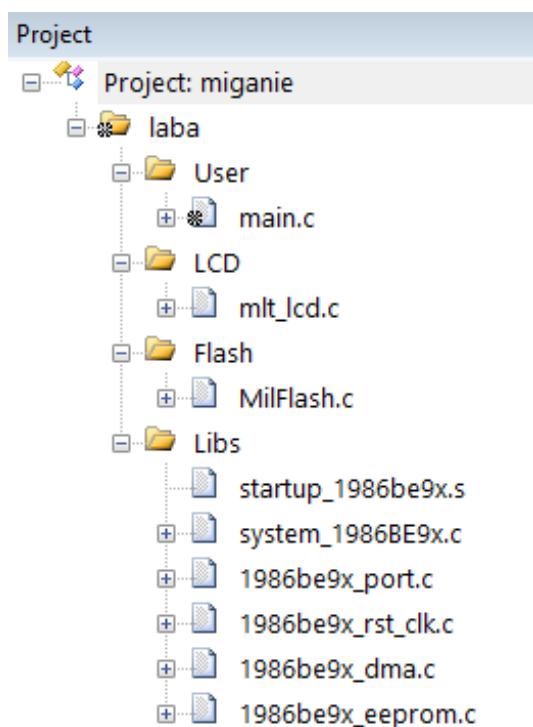 Project
Project: miganie
laba
User
main.c
LCD
mlt_lcd.c
Flash
MilFlash.c
Libs
startup_1986be9x.s
system_1986BE9x.c
1986be9x_port.c
1986be9x_rst_clk.c
1986be9x_dma.c
1986be9x_eeprom.c